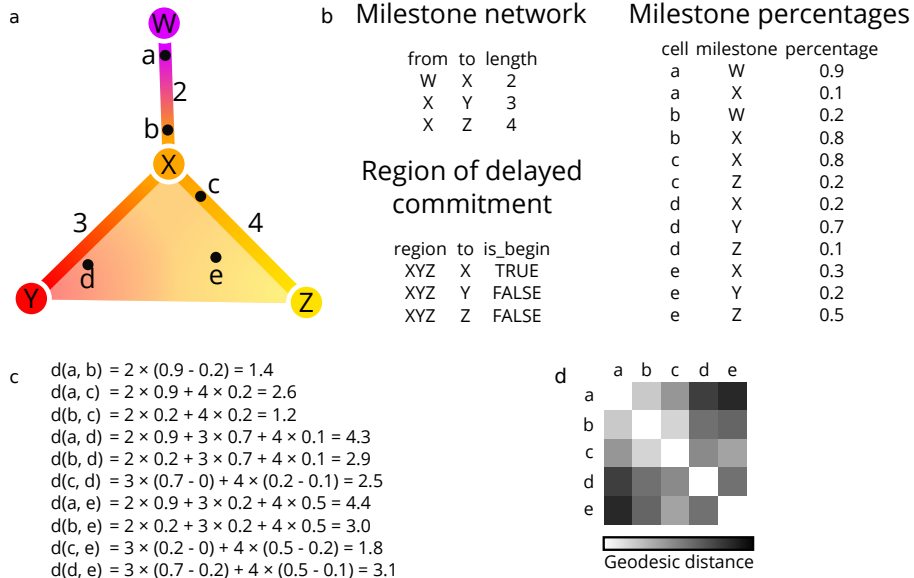 a
W
a
2
b
X
c
3
4
d
e
Y
Z
b
Milestone network
from to length
W X 2
X Y 3
X Z 4
Region of delayed
commitment
region to is_begin
XYZ X TRUE
XYZ Y FALSE
XYZ Z FALSE
Milestone percentages
cell milestone percentage
a W 0.9
a X 0.1
b W 0.2
b X 0.8
c X 0.8
c Z 0.2
d X 0.2
d Y 0.7
d Z 0.1
e X 0.3
e Y 0.2
e Z 0.5
c
d(a, b) = 2 × (0.9 - 0.2) = 1.4
d(a, c) = 2 × 0.9 + 4 × 0.2 = 2.6
d(b, c) = 2 × 0.2 + 4 × 0.2 = 1.2
d(a, d) = 2 × 0.9 + 3 × 0.7 + 4 × 0.1 = 4.3
d(b, d) = 2 × 0.2 + 3 × 0.7 + 4 × 0.1 = 2.9
d(c, d) = 3 × (0.7 - 0) + 4 × (0.2 - 0.1) = 2.5
d(a, e) = 2 × 0.9 + 3 × 0.2 + 4 × 0.5 = 4.4
d(b, e) = 2 × 0.2 + 3 × 0.2 + 4 × 0.5 = 3.0
d(c, e) = 3 × (0.2 - 0) + 4 × (0.5 - 0.2) = 1.8
d(d, e) = 3 × (0.7 - 0.2) + 4 × (0.5 - 0.1) = 3.1
d
a b c d e
a
b
c
d
e
Geodesic distance